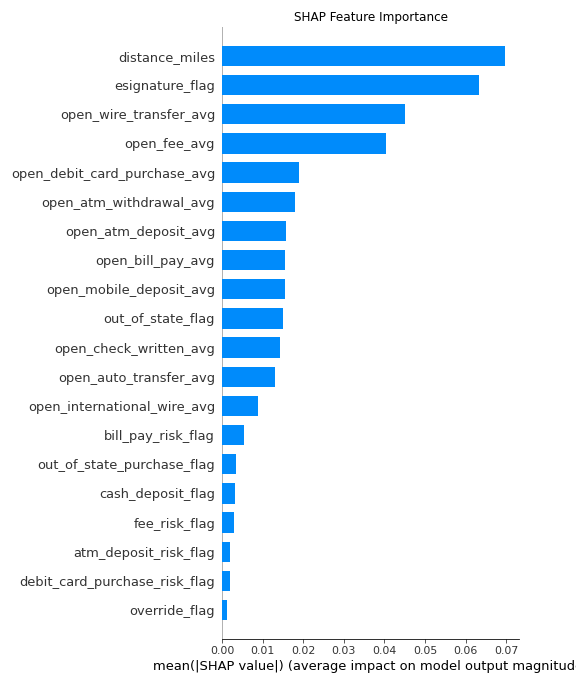 SHAP Feature Importance
distance_miles
esignature_flag
open_wire_transfer_avg
open_fee_avg
open_debit_card_purchase_avg
open_atm_withdrawal_avg
open_atm_deposit_avg
open_bill_pay_avg
open_mobile_deposit_avg
out_of_state_flag
open_check_written_avg
open_auto_transfer_avg
open_international_wire_avg
bill_pay_risk_flag
out_of_state_purchase_flag
cash_deposit_flag
fee_risk_flag
atm_deposit_risk_flag
debit_card_purchase_risk_flag
override_flag
0.00 0.01 0.02 0.03 0.04 0.05 0.06 0.07
mean(|SHAP value|) (average impact on model output magnitud